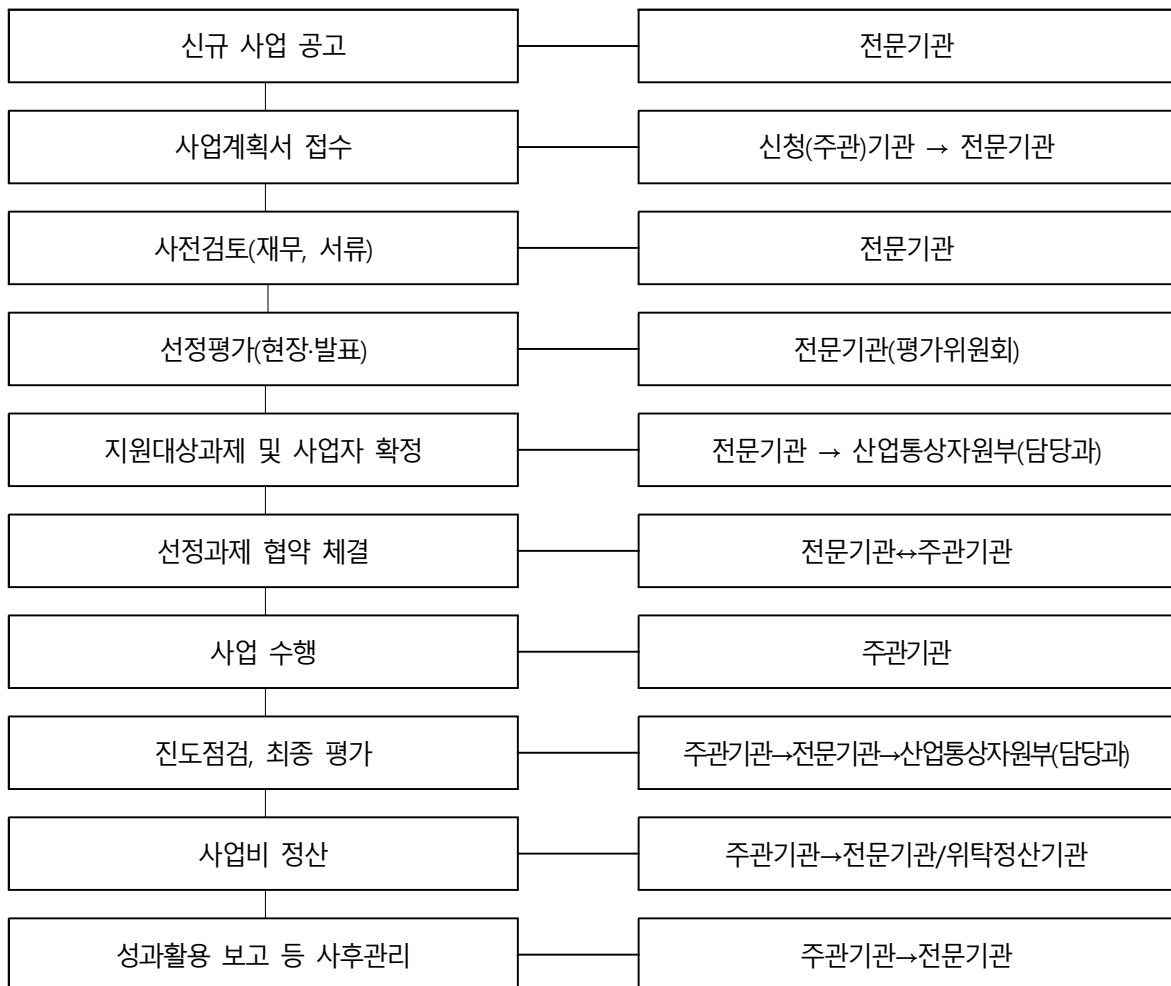 신규 사업 공고
전문기관
사업계획서 접수
신청(주관)기관 → 전문기관
사전검토(재무, 서류)
전문기관
선정평가(현장·발표)
전문기관(평가위원회)
지원대상과제 및 사업자 확정
전문기관 → 산업통상자원부(담당과)
선정과제 협약 체결
전문기관↔주관기관
사업 수행
주관기관
진도점검, 최종 평가
주관기관→전문기관→산업통상자원부(담당과)
사업비 정산
주관기관→전문기관/위탁정산기관
성과활용 보고 등 사후관리
주관기관→전문기관